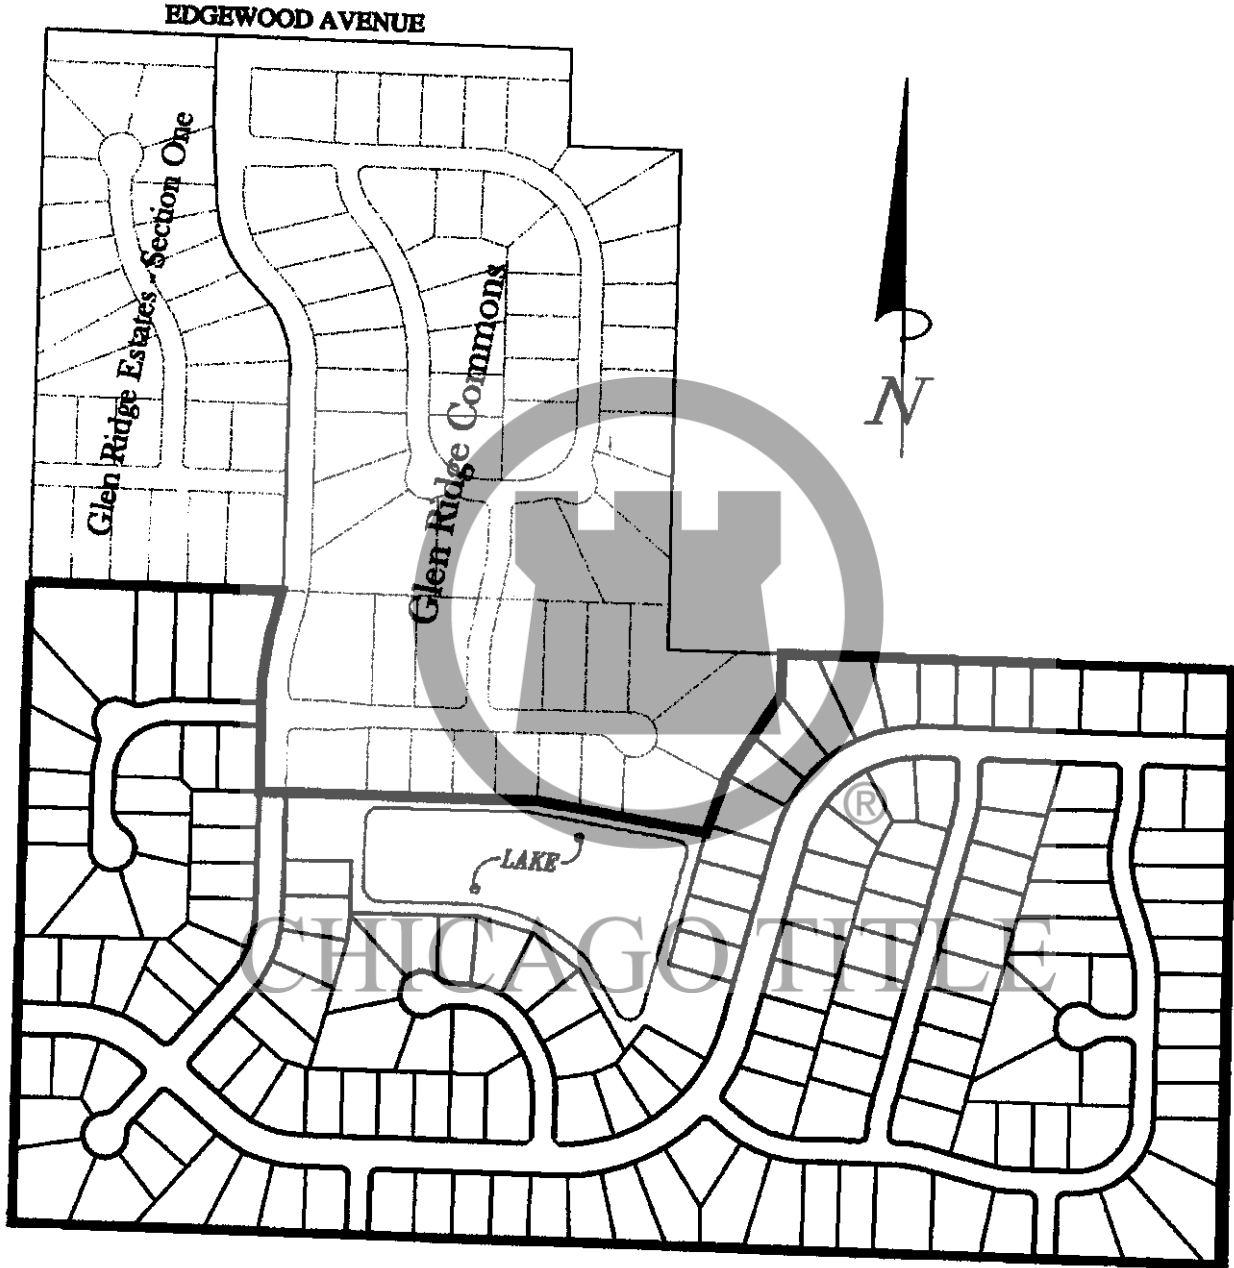 EDGEWOOD AVENUE
Glen Ridge Estates - Section One
Glen Ridge Commons
N
®
LAKE
CHICAGO TITLE